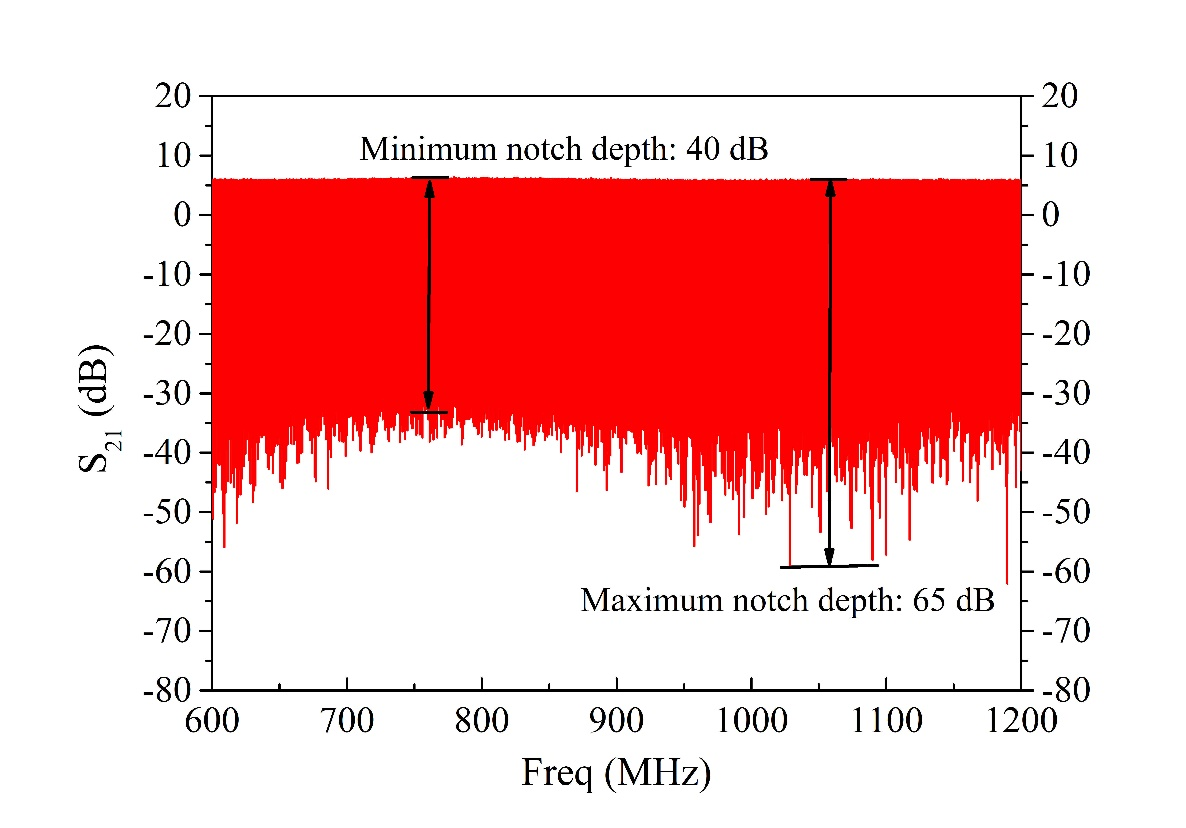 20 20
Minimum notch depth: 40 dB
10 10
0 0
-10 -10
-20 -20
-30 -30
-40 -40
-50 -50
-60 -60
Maximum notch depth: 65 dB
-70 -70
-80 -80
S21 (dB)
600 700 800 900 1000 1100 1200
Freq (MHz)